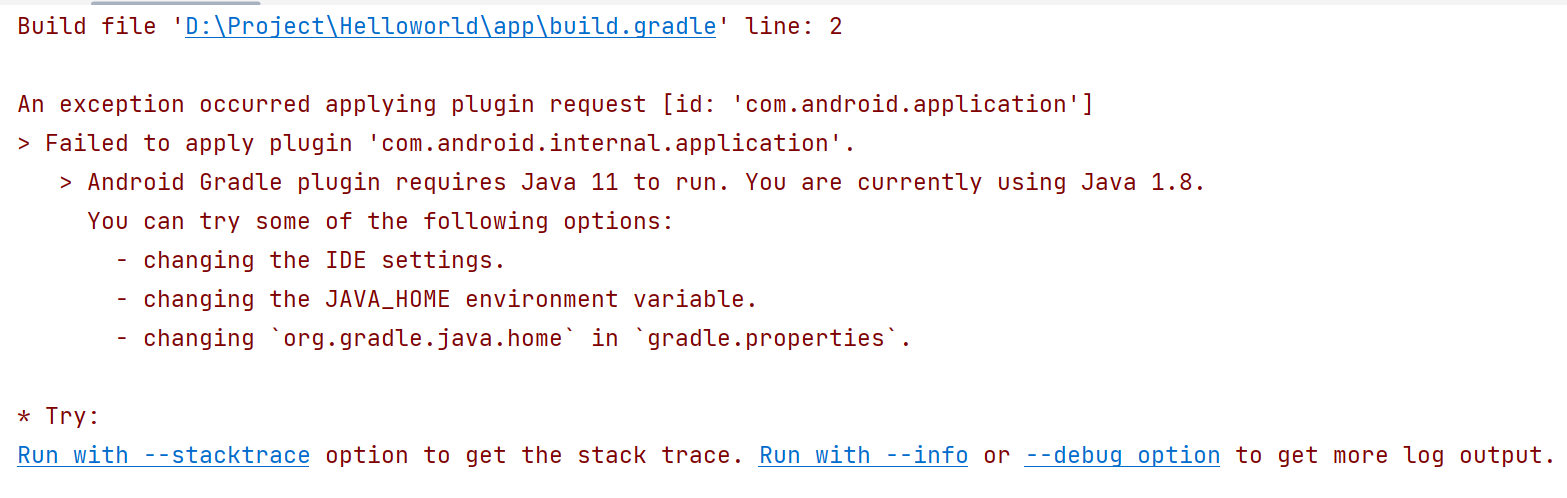 Build file 'D:\Project\Helloworld\app\build.gradle' line: 2
An exception occurred applying plugin request [id: 'com.android.application']
> Failed to apply plugin 'com.android.internal.application'.
> Android Gradle plugin requires Java 11 to run. You are currently using Java 1.8.
You can try some of the following options:
- changing the IDE settings.
- changing the JAVA_HOME environment variable.
- changing `org.gradle.java.home` in `gradle.properties`.
* Try:
Run with --stacktrace option to get the stack trace. Run with --info or --debug option to get more log output.